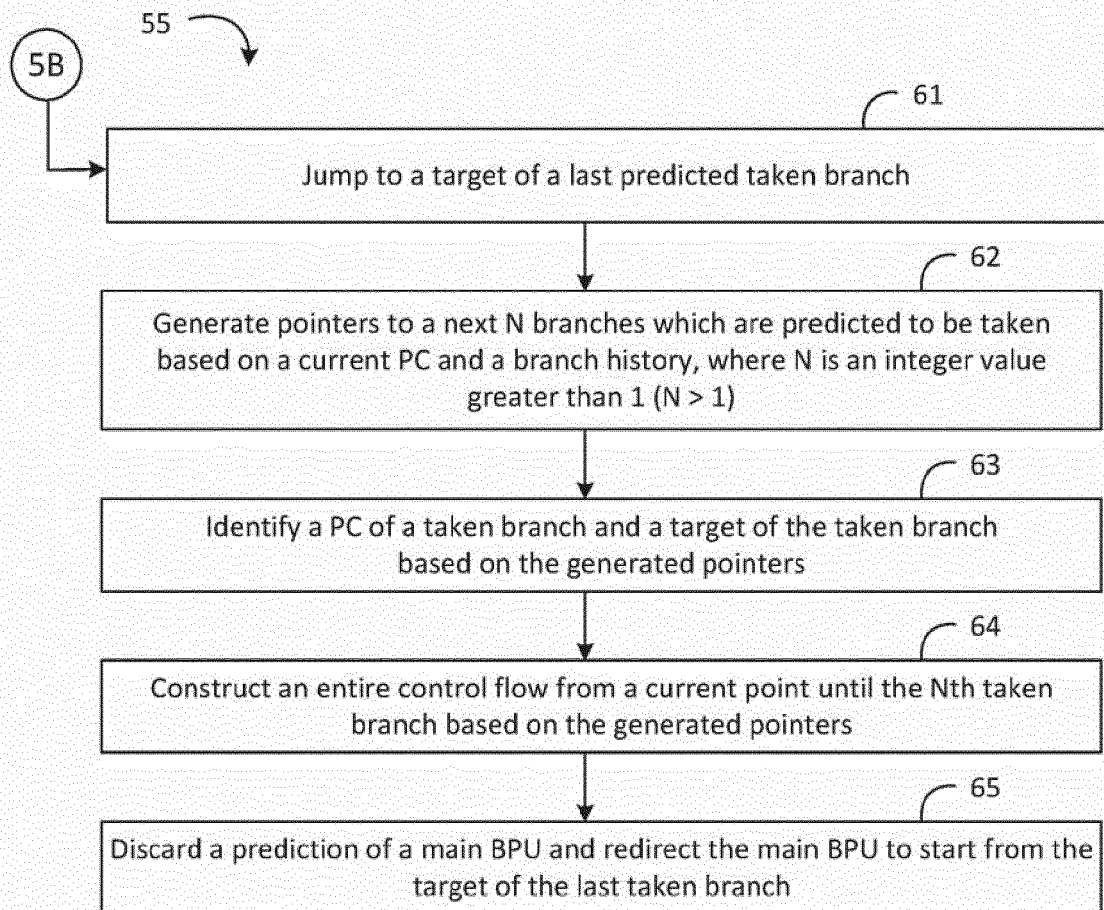 55
5B
61
Jump to a target of a last predicted taken branch
62
Generate pointers to a next N branches which are predicted to be taken
based on a current PC and a branch history, where N is an integer value
greater than 1 (N > 1)
63
Identify a PC of a taken branch and a target of the taken branch
based on the generated pointers
64
Construct an entire control flow from a current point until the Nth taken
branch based on the generated pointers
65
Discard a prediction of a main BPU and redirect the main BPU to start from the
target of the last taken branch